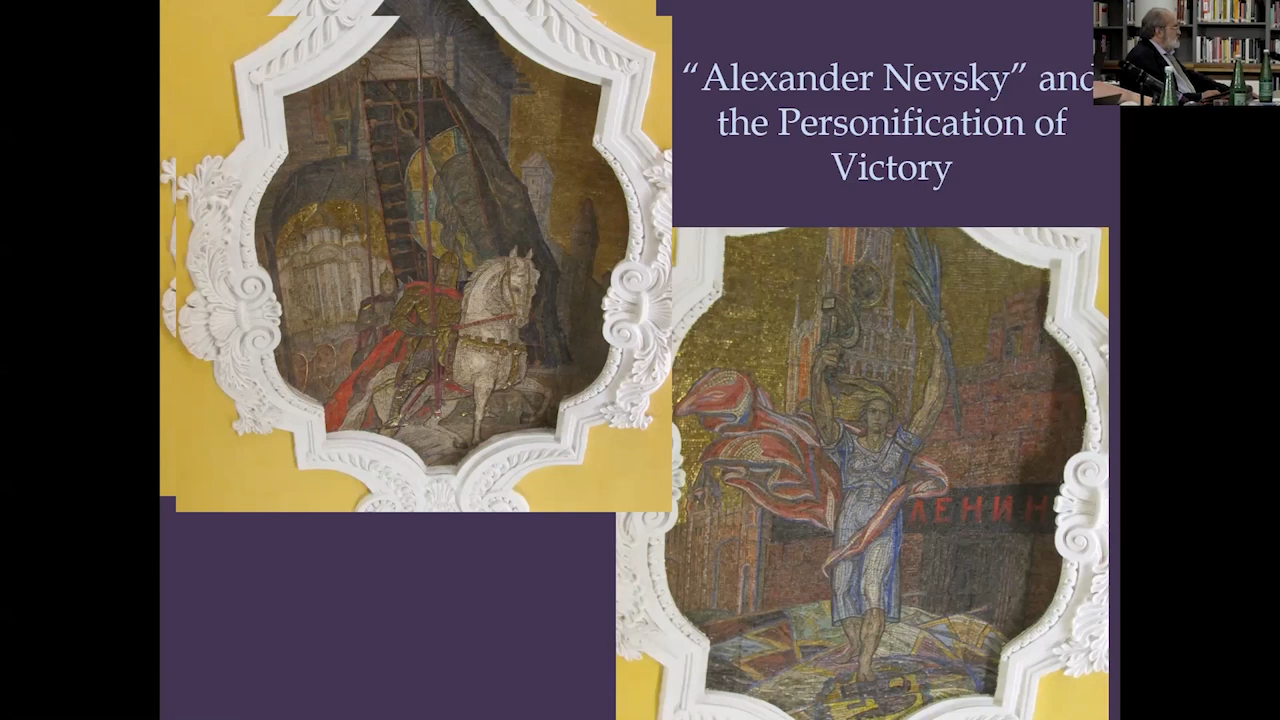 “Alexander Nevsky” and
the Personification of
Victory
ЛЕНИН